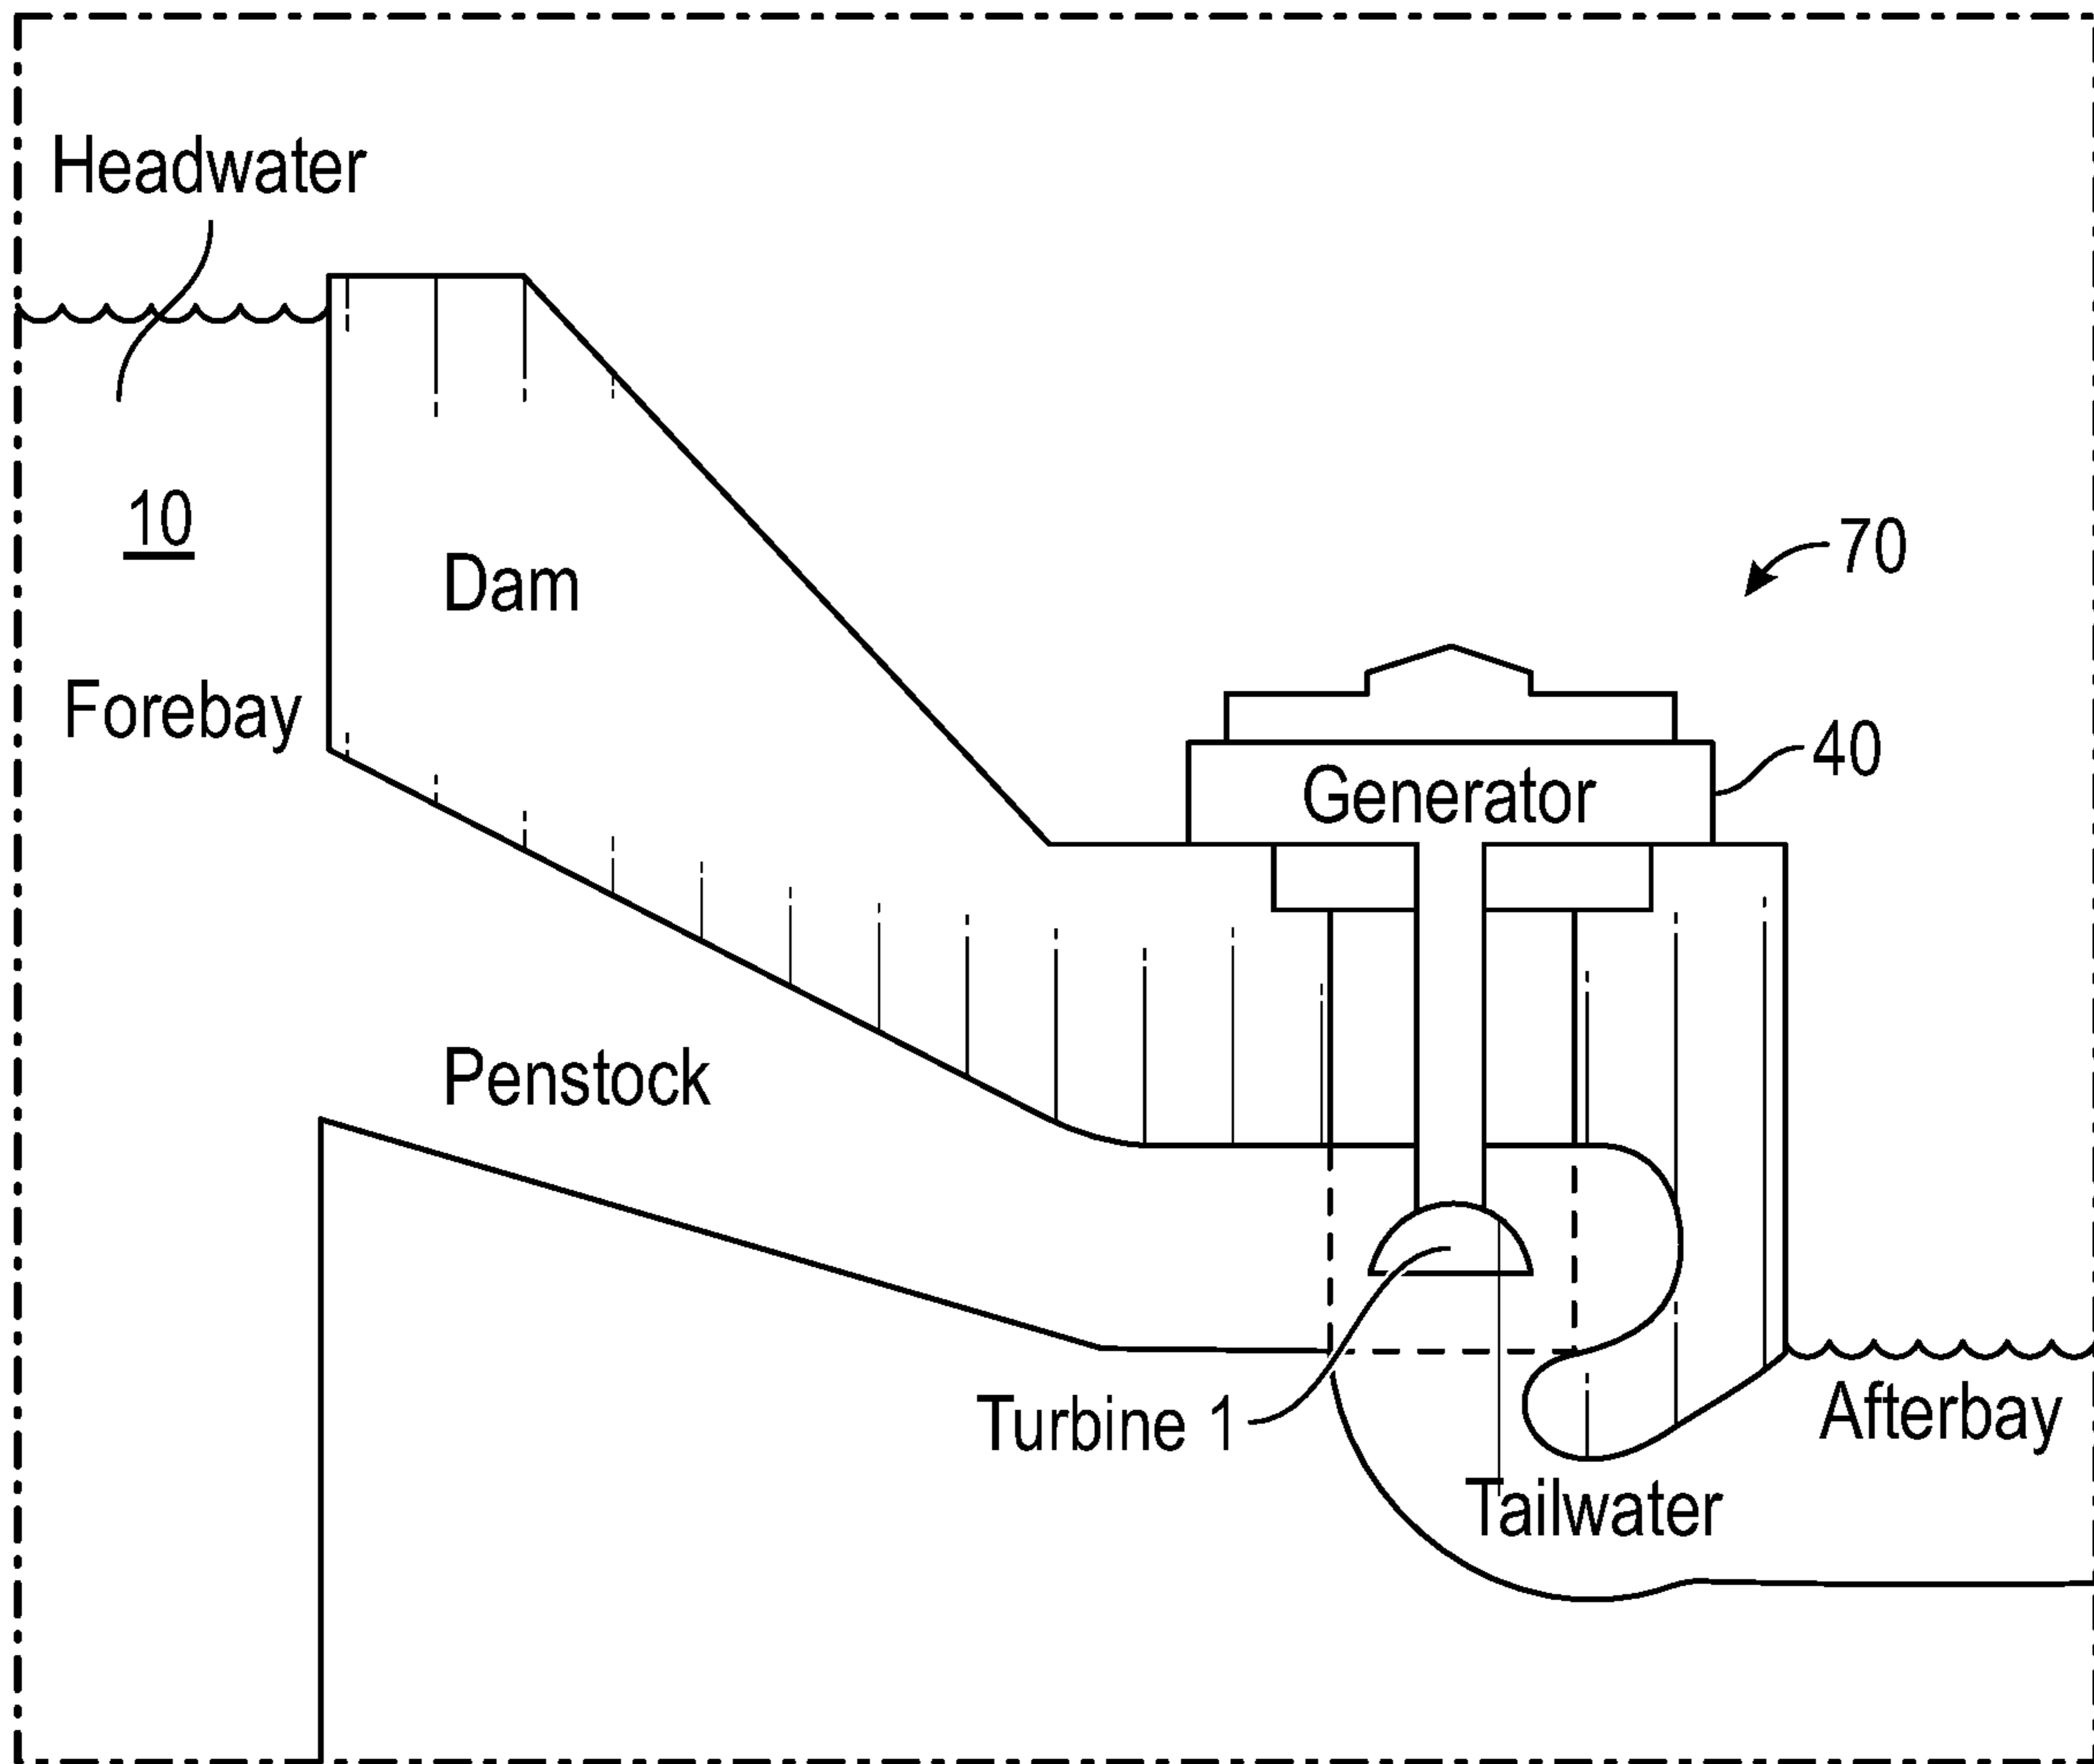 Headwater
10
Dam
70
Forebay
40
Generator
Penstock
Turbine 1
Afterbay
Tailwater